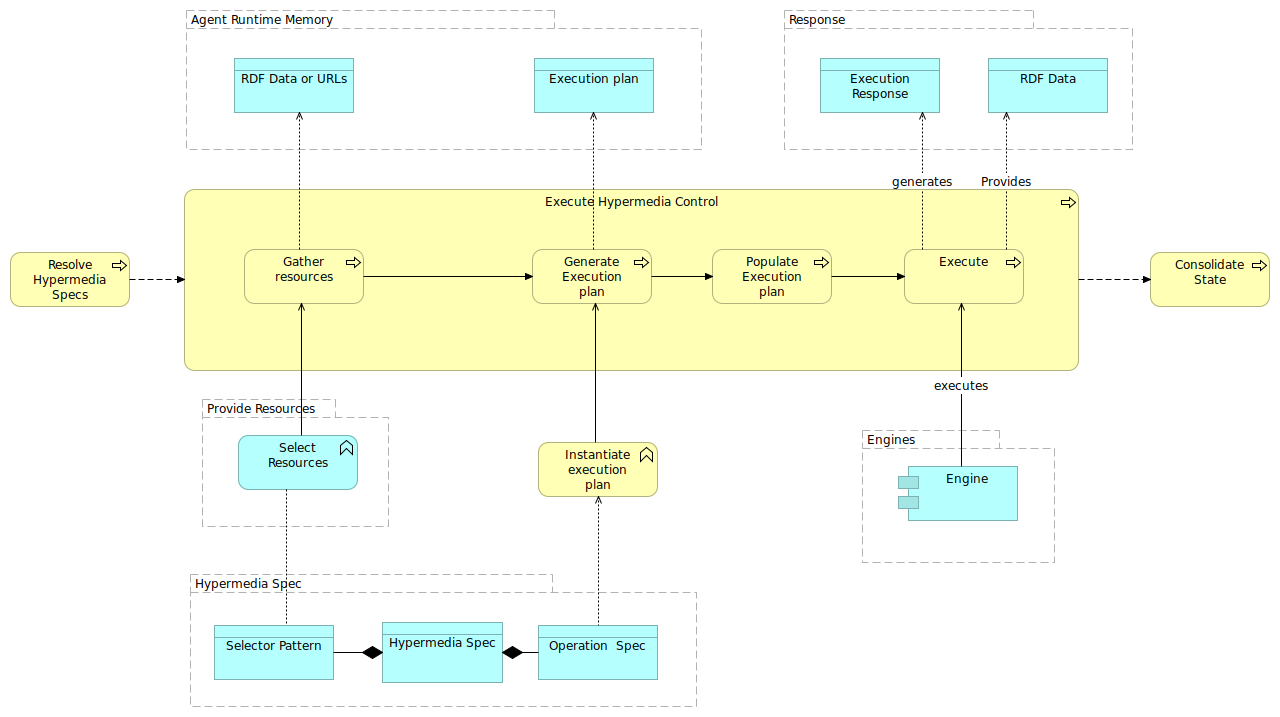 Agent Runtime Memory
Response
RDF Data or URLs
Execution plan
Execution
Response
RDF Data
generates
Provides
Execute Hypermedia Control
Resolve
Hypermedia
Specs
Gather
resources
Generate
Execution
plan
Populate
Execution
plan
Execute
Consolidate
State
executes
Provide Resources
Select
Resources
Instantiate
execution
plan
Engines
Engine
Hypermedia Spec
Selector Pattern
Hypermedia Spec
Operation  Spec